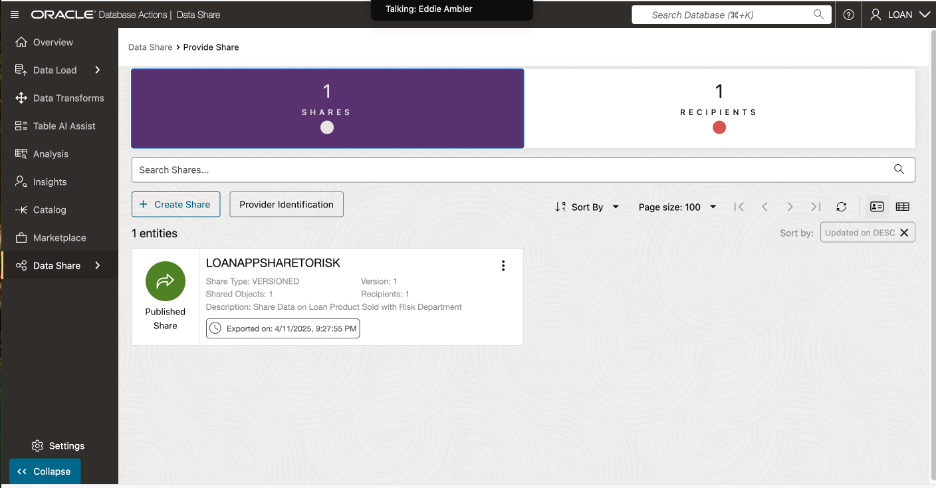 Talking: Eddie Ambler
ORACLE Database Actions | Data Share
Search Database (⌘+K)
LOAN
Overview
Data Load
Data Transforms
Table AI Assist
Analysis
Insights
Catalog
Marketplace
Data Share
Settings
Collapse
Data Share > Provide Share
1
SHARES
1
RECIPIENTS
Search Shares...
+ Create Share
Provider Identification
Sort By
Page size: 100
1 entities
Sort by: Updated on DESC
Published
Share
LOANAPPSHARETORISK
Share Type: VERSIONED Version: 1
Shared Objects: 1 Recipients: 1
Description: Share Data on Loan Product Sold with Risk Department
Exported on: 4/11/2025, 9:27:55 PM